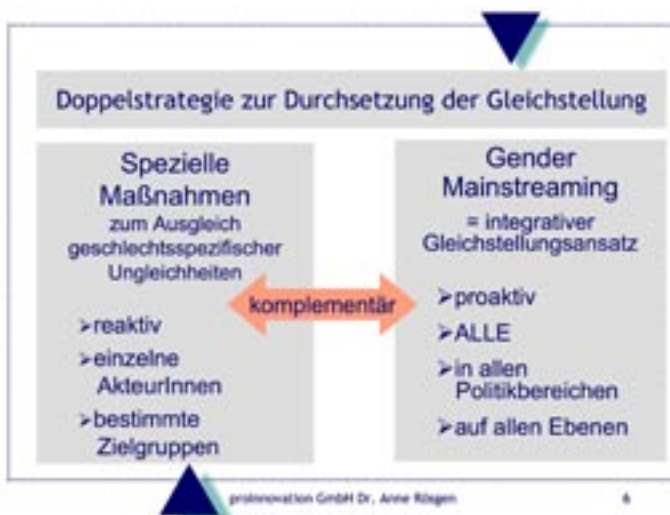 Doppelstrategie zur Durchsetzung der Gleichstellung
Spezielle
Maßnahmen
zum Ausgleich
geschlechtsspezifischer
Ungleichheiten
➢reaktiv
➢einzelne
AkteurInnen
➢bestimmte
Zielgruppen
komplementär
Gender
Mainstreaming
= integrativer
Gleichstellungsansatz
➢proaktiv
➢ALLE
➢in allen
Politikbereichen
➢auf allen Ebenen
proInnovation GmbH Dr. Anne Rösgen
6